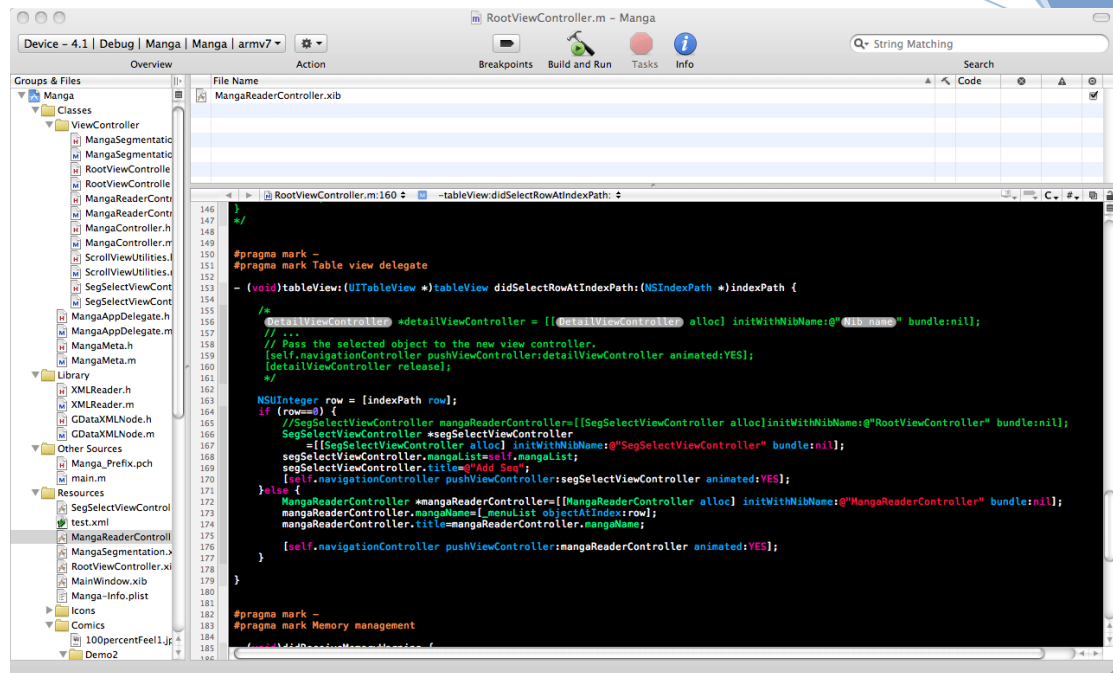 RootViewController.m – Manga
Device – 4.1 | Debug | Manga | Manga | armv7
String Matching
Overview
Action
Breakpoints
Build and Run
Tasks
Info
Search
Groups & Files
Manga
Classes
ViewController
MangaSegmentatic
MangaSegmentatic
RootViewControlle
RootViewControlle
MangaReaderContr
MangaReaderContr
MangaController.h
MangaController.m
ScrollViewUtilities.l
ScrollViewUtilities.
SegSelectViewCont
SegSelectViewCont
MangaAppDelegate.h
MangaAppDelegate.m
MangaMeta.h
MangaMeta.m
Library
XMLReader.h
XMLReader.m
GDataXMLNode.h
GDataXMLNode.m
Other Sources
Manga_Prefix.pch
main.m
Resources
SegSelectViewControl
test.xml
MangaReaderControll
MangaSegmentation.x
RootViewController.xi
MainWindow.xib
Manga-Info.plist
Icons
Comics
100percentFeel1.jp
Demo2
File Name
Code
MangaReaderController.xib
RootViewController.m:160
-tableView:didSelectRowAtIndexPath:
C
#
146 }
147 */
148
149
150 #pragma mark –
151 #pragma mark Table view delegate
152
153 – (void)tableView:(UITableView *)tableView didSelectRowAtIndexPath:(NSIndexPath *)indexPath {
154
155 /*
156 DetailViewController *detailViewController = [[DetailViewController alloc] initWithNibName:@"Nib name" bundle:nil];
157 // ...
158 // Pass the selected object to the new view controller.
159 [self.navigationController pushViewController:detailViewController animated:YES];
160 [detailViewController release];
161 */
162
163 NSUInteger row = [indexPath row];
164 if (row==0) {
165 //SegSelectViewController mangaReaderController=[[SegSelectViewController alloc]initWithNibName:@"RootViewController" bundle:nil];
166 SegSelectViewController *segSelectViewController
167 =[[SegSelectViewController alloc] initWithNibName:@"SegSelectViewController" bundle:nil];
168 segSelectViewController.mangaList=self.mangaList;
169 segSelectViewController.title=@"Add Seq";
170 [self.navigationController pushViewController:segSelectViewController animated:YES];
171 }else {
172 MangaReaderController *mangaReaderController=[[MangaReaderController alloc] initWithNibName:@"MangaReaderController" bundle:nil];
173 mangaReaderController.mangaName=[_menuList objectAtIndex:row];
174 mangaReaderController.title=mangaReaderController.mangaName;
175
176 [self.navigationController pushViewController:mangaReaderController animated:YES];
177 }
178
179 }
180
181
182 #pragma mark –
183 #pragma mark Memory management
184
185 – (void)didReceiveMemoryWarning {
186